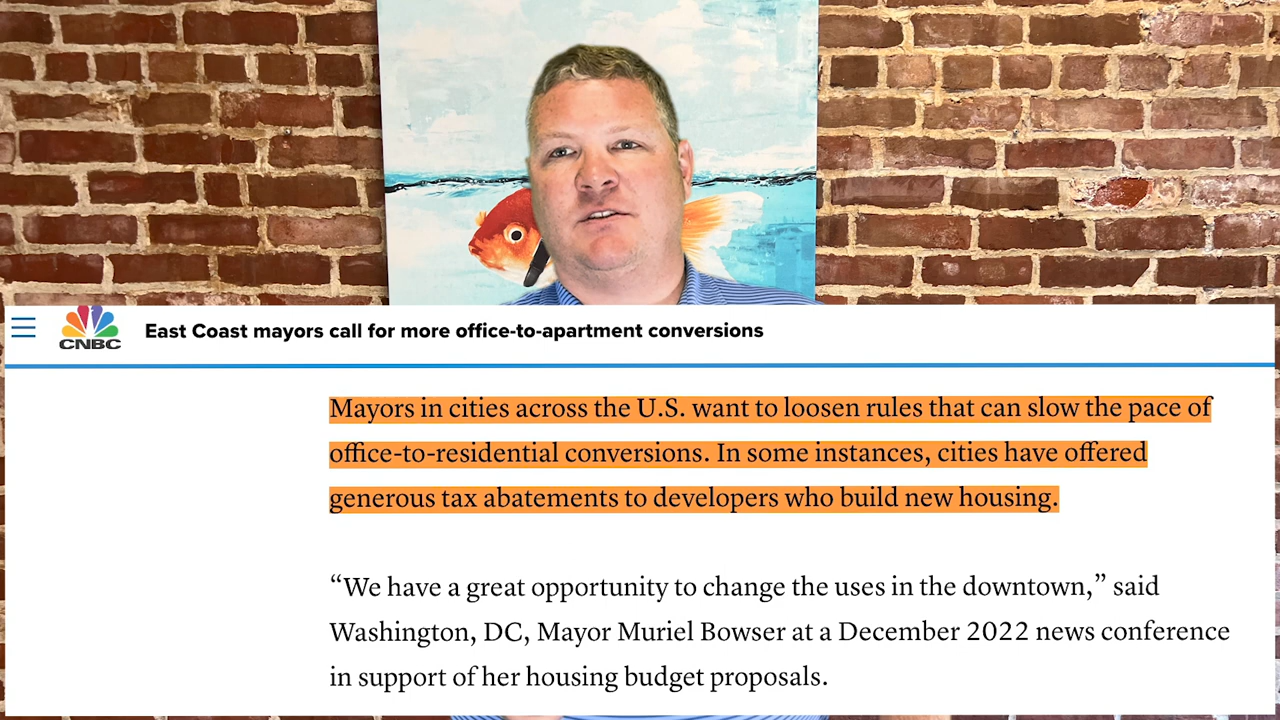 CNBC
East Coast mayors call for more office-to-apartment conversions
Mayors in cities across the U.S. want to loosen rules that can slow the pace of
office-to-residential conversions. In some instances, cities have offered
generous tax abatements to developers who build new housing.
“We have a great opportunity to change the uses in the downtown,” said
Washington, DC, Mayor Muriel Bowser at a December 2022 news conference
in support of her housing budget proposals.